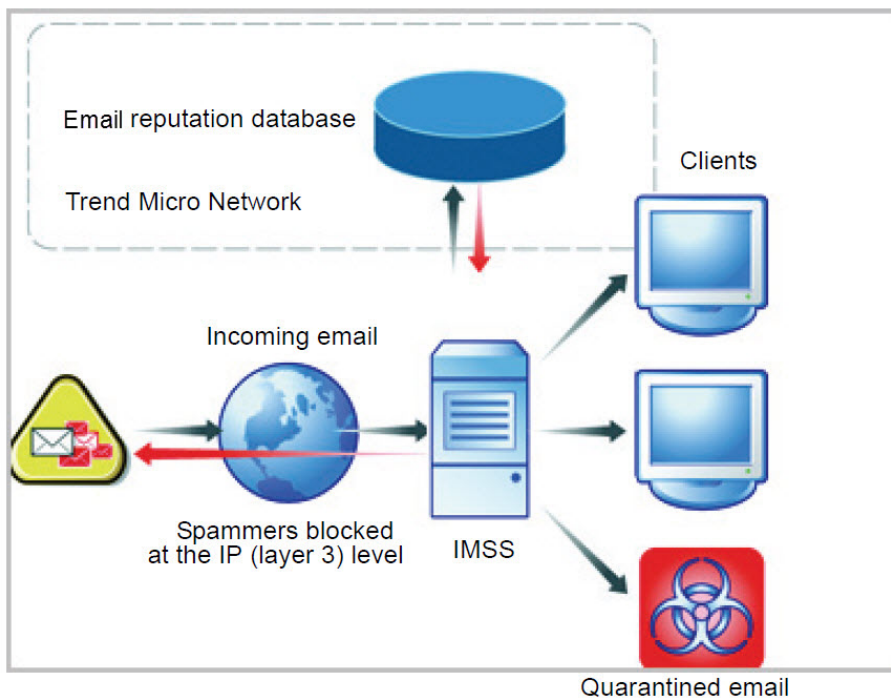 Email reputation database
Clients
Trend Micro Network
Incoming email
Spammers blocked
at the IP (layer 3) level
IMSS
Quarantined email